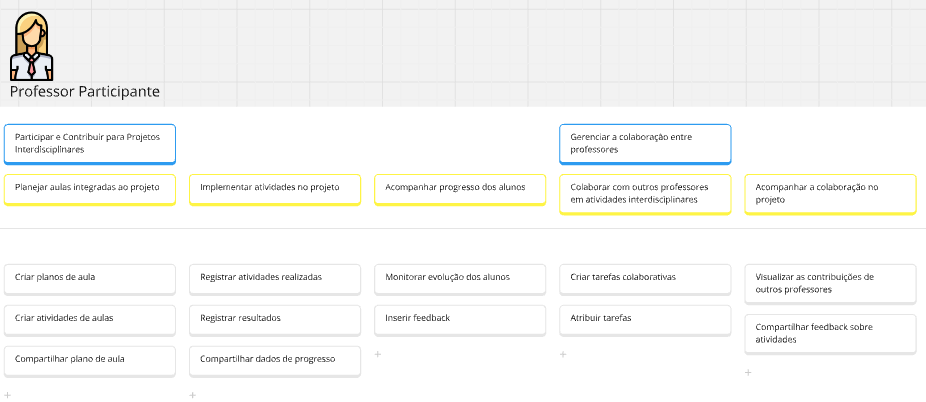 Professor Participante
Participar e Contribuir para Projetos
Interdisciplinares
Gerenciar a colaboração entre
professores
Planejar aulas integradas ao projeto
Implementar atividades no projeto
Acompanhar progresso dos alunos
Colaborar com outros professores
em atividades interdisciplinares
Acompanhar a colaboração no
projeto
Criar planos de aula
Registrar atividades realizadas
Monitorar evolução dos alunos
Criar tarefas colaborativas
Visualizar as contribuições de
outros professores
Criar atividades de aulas
Registrar resultados
Inserir feedback
Atribuir tarefas
Compartilhar feedback sobre
atividades
Compartilhar plano de aula
Compartilhar dados de progresso
+
+
+
+
+